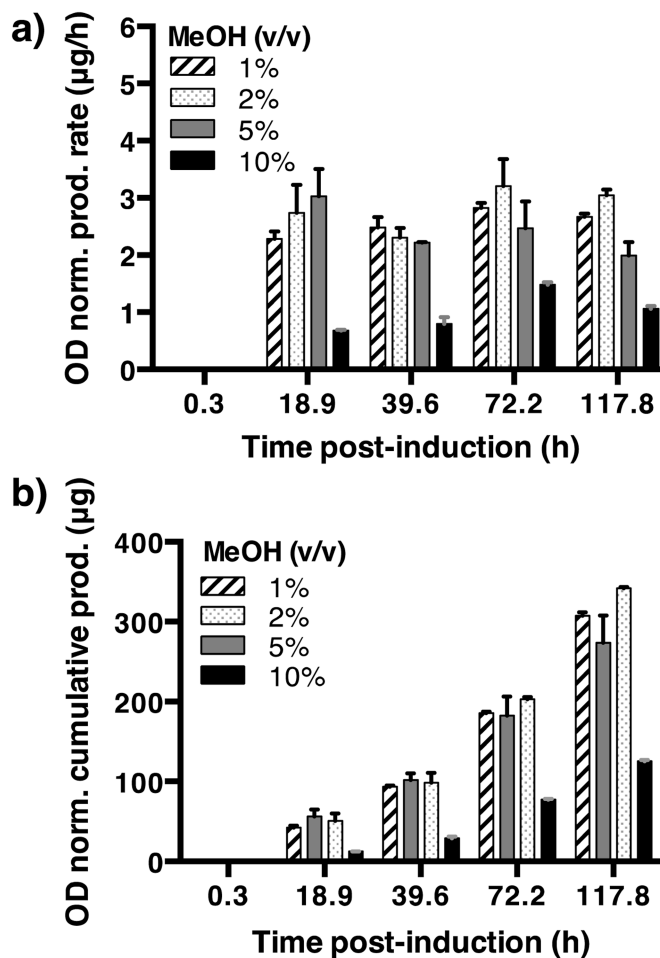 a)
OD norm. prod. rate (µg/h)
6
5
4
3
2
1
0
MeOH (v/v)
1%
2%
5%
10%
0.3 18.9 39.6 72.2 117.8
Time post-induction (h)
b)
OD norm. cumulative prod. (µg)
400
300
200
100
0
MeOH (v/v)
1%
2%
5%
10%
0.3 18.9 39.6 72.2 117.8
Time post-induction (h)